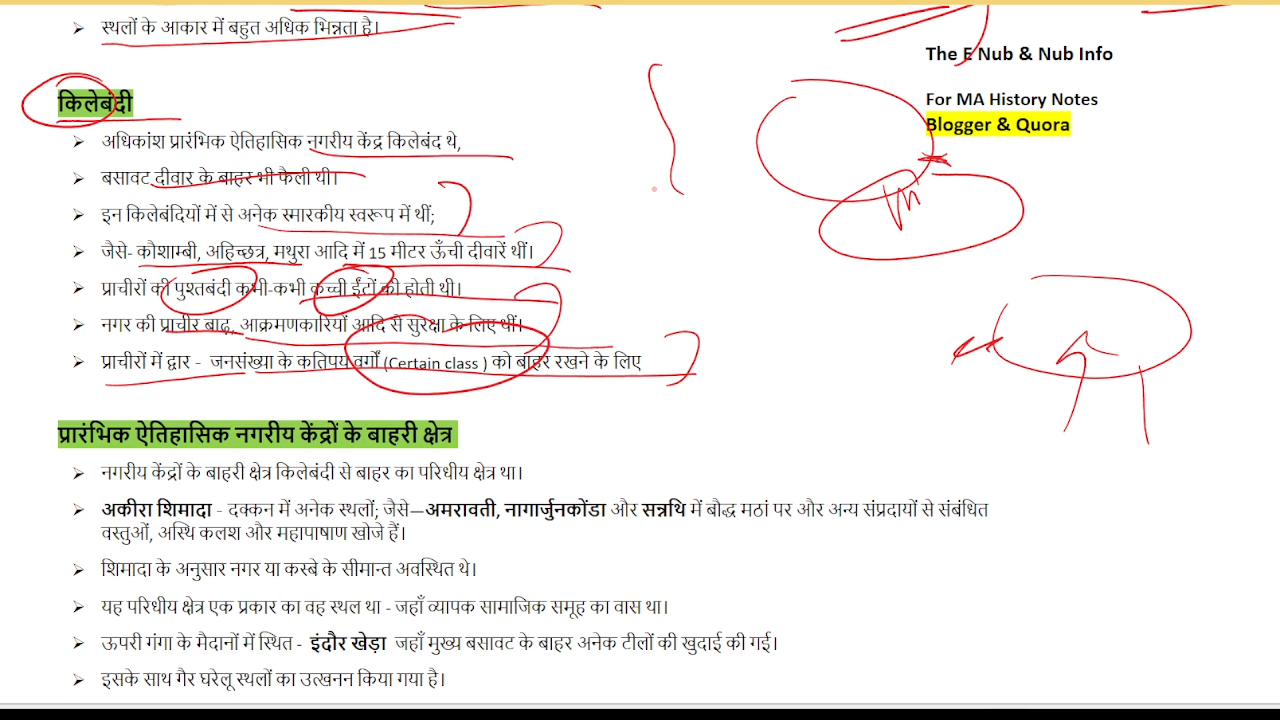 स्थलों के आकार में बहुत अधिक भिन्नता है।
The E Nub & Nub Info
For MA History Notes
Blogger & Quora
किलेबंदी
अधिकांश प्रारंभिक ऐतिहासिक नगरीय केंद्र किलेबंद थे,
बसावट दीवार के बाहर भी फैली थी।
इन किलेबंदियों में से अनेक स्मारकीय स्वरूप में थीं;
जैसे- कौशाम्बी, अहिच्छत्र, मथुरा आदि में 15 मीटर ऊँची दीवारें थीं।
प्राचीरों की पुश्तबंदी कभी-कभी कच्ची ईंटों की होती थी।
नगर की प्राचीर बाढ़, आक्रमणकारियों आदि से सुरक्षा के लिए थीं।
प्राचीरों में द्वार - जनसंख्या के कतिपय वर्गों (Certain class ) को बाहर रखने के लिए
प्रारंभिक ऐतिहासिक नगरीय केंद्रों के बाहरी क्षेत्र
नगरीय केंद्रों के बाहरी क्षेत्र किलेबंदी से बाहर का परिधीय क्षेत्र था।
अकीरा शिमादा - दक्कन में अनेक स्थलों; जैसे—अमरावती, नागार्जुनकोंडा और सन्नथि में बौद्ध मठां पर और अन्य संप्रदायों से संबंधित
वस्तुओं, अस्थि कलश और महापाषाण खोजे हैं।
शिमादा के अनुसार नगर या कस्बे के सीमान्त अवस्थित थे।
यह परिधीय क्षेत्र एक प्रकार का वह स्थल था - जहाँ व्यापक सामाजिक समूह का वास था।
ऊपरी गंगा के मैदानों में स्थित - इंदौर खेड़ा जहाँ मुख्य बसावट के बाहर अनेक टीलों की खुदाई की गई।
इसके साथ गैर घरेलू स्थलों का उत्खनन किया गया है।